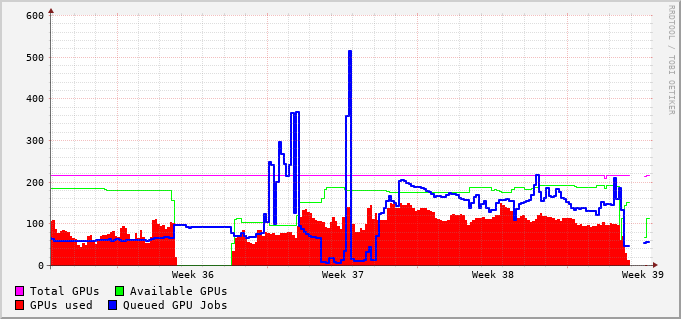 600
500
400
300
200
100
0
Week 36 Week 37 Week 38 Week 39
Total GPUs Available GPUs
GPUs used Queued GPU Jobs
RRDTOOL / TOBI OETIKER